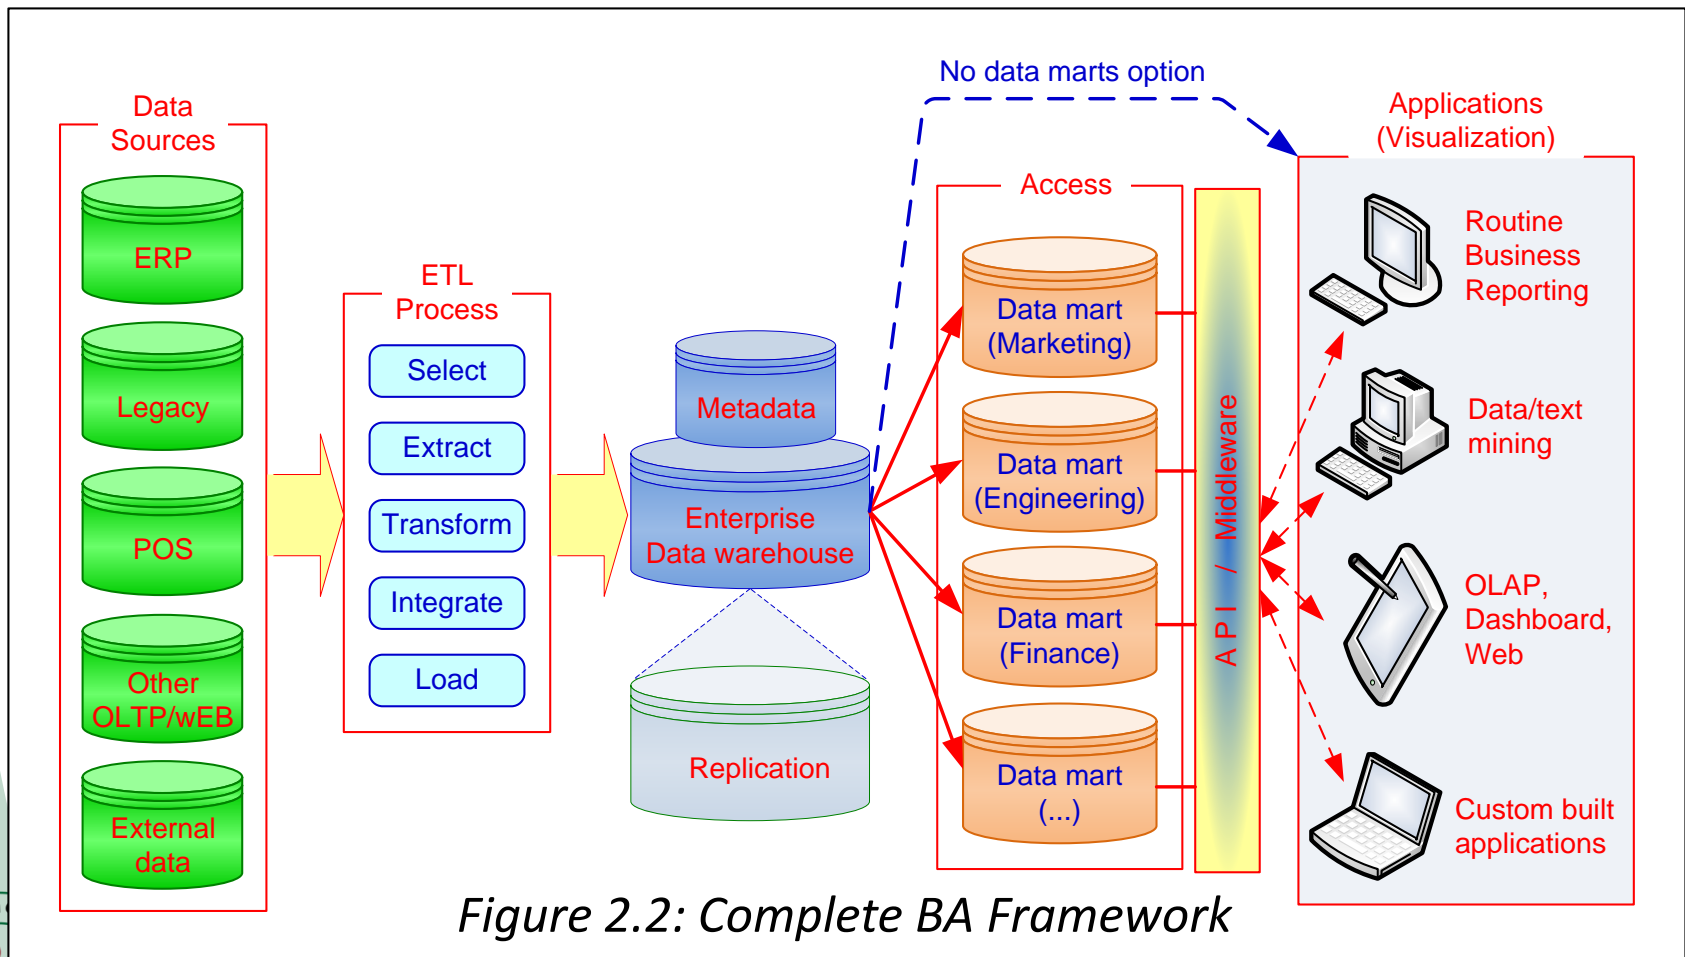 No data marts option
Data
Sources
ERP
Legacy
POS
Other
OLTP/wEB
External
data
ETL
Process
Select
Extract
Transform
Integrate
Load
Metadata
Enterprise
Data warehouse
Replication
Access
Data mart
(Marketing)
Data mart
(Engineering)
Data mart
(Finance)
Data mart
(...)
API / Middleware
Applications
(Visualization)
Routine
Business
Reporting
Data/text
mining
OLAP,
Dashboard,
Web
Custom built
applications
Figure 2.2: Complete BA Framework